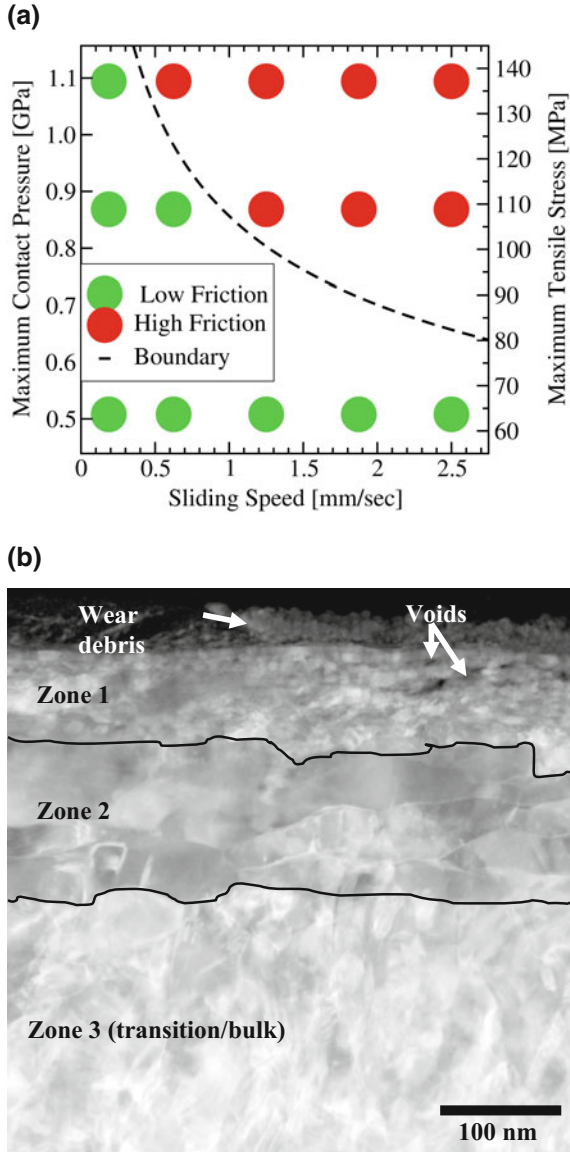 (a)
Maximum Contact Pressure [GPa]
1.1
1.0
0.9
0.8
0.7
0.6
0.5
Low Friction
High Friction
Boundary
140
130
120
110
100
90
80
70
60
Maximum Tensile Stress [MPa]
0
0.5
1
1.5
2
2.5
Sliding Speed [mm/sec]
(b)
Wear
debris
Voids
Zone 1
Zone 2
Zone 3 (transition/bulk)
100 nm